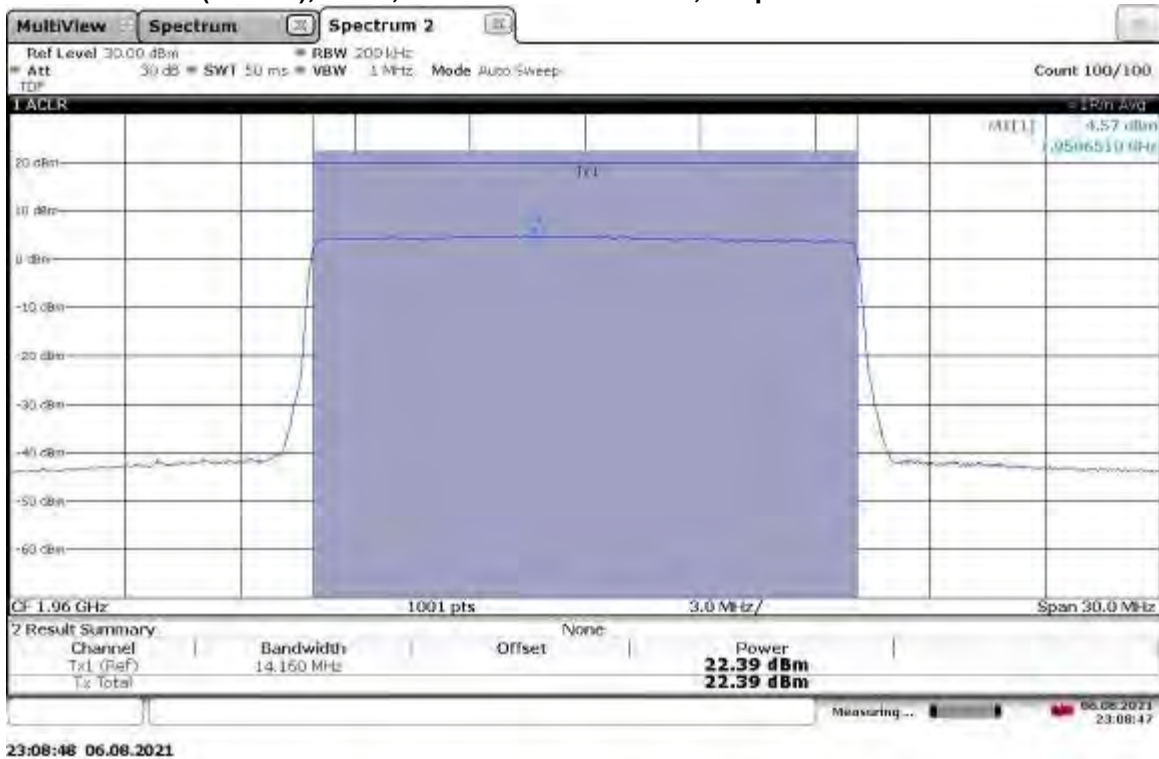 MultiView Spectrum Spectrum 2
Ref Level 30.00 dBm RBW 200 kHz
Att 30 dB SWT 50 ms VBW 1 MHz Mode Auto Sweep Count 100/100
TDF
1 ACLR 1Rm Avg
M1[1] 4.57 dBm
20 dBm
Tx1
10 dBm
0 dBm
-10 dBm
-20 dBm
-30 dBm
-40 dBm
-50 dBm
-60 dBm
CF 1.96 GHz 1001 pts 3.0 MHz/ Span 30.0 MHz
2 Result Summary None
Channel Bandwidth Offset Power
Tx1 (Ref) 14.160 MHz 22.39 dBm
Tx Total 22.39 dBm
Measuring... 06.08.2021
23:08:47
23:08:48 06.08.2021